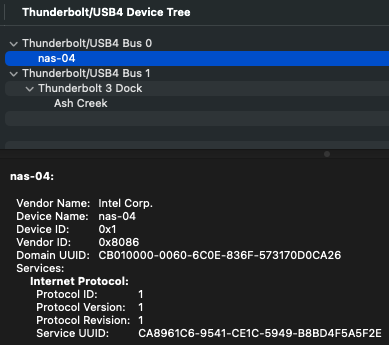 Thunderbolt/USB4 Device Tree
Thunderbolt/USB4 Bus 0
nas-04
Thunderbolt/USB4 Bus 1
Thunderbolt 3 Dock
Ash Creek
nas-04:
Vendor Name: Intel Corp.
Device Name: nas-04
Device ID: 0x1
Vendor ID: 0x8086
Domain UUID: CB010000-0060-6C0E-836F-573170D0CA26
Services:
Internet Protocol:
Protocol ID: 1
Protocol Version: 1
Protocol Revision: 1
Service UUID: CA8961C6-9541-CE1C-5949-B8BD4F5A5F2E